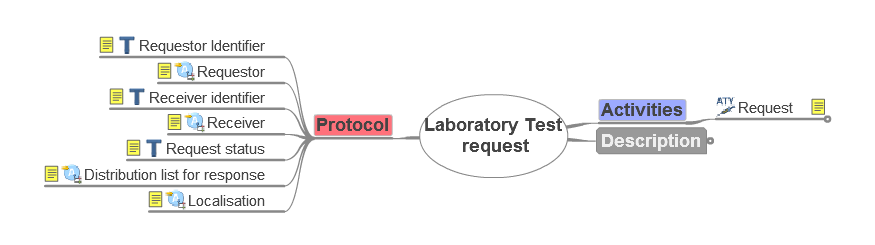 Requestor Identifier
Requestor
Receiver identifier
Receiver
Request status
Distribution list for response
Localisation
Protocol
Laboratory Test
request
Activities
ATY
Request
Description